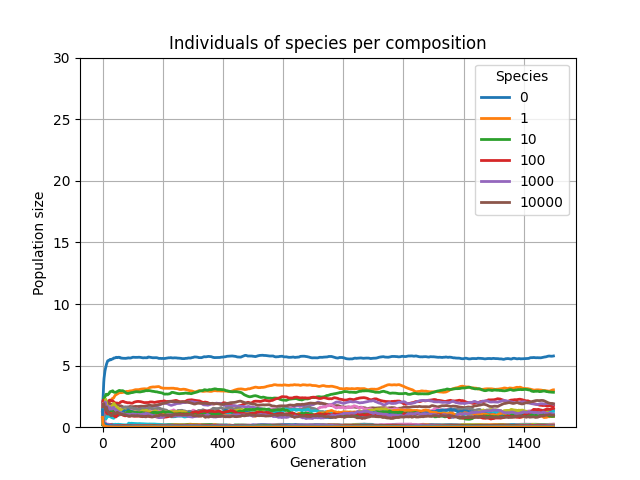 Individuals of species per composition
Population size
30
25
20
15
10
5
0
Species
0
1
10
100
1000
10000
0 200 400 600 800 1000 1200 1400
Generation